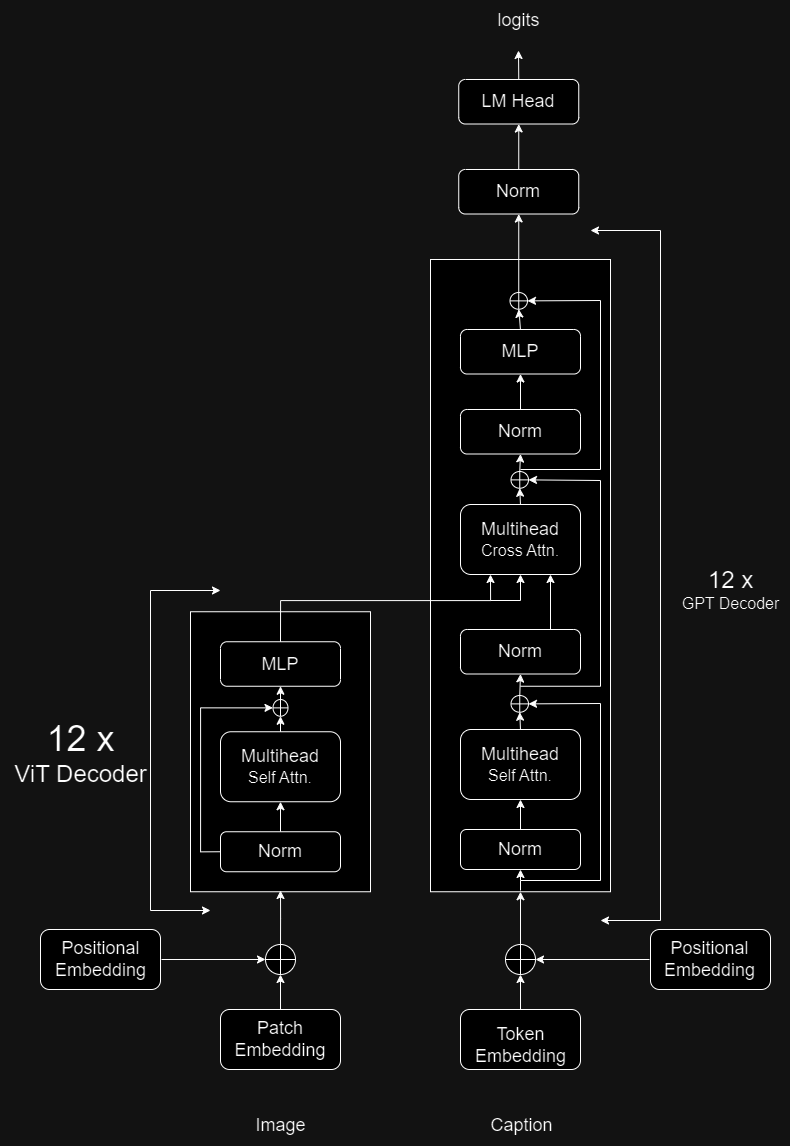 logits
LM Head
Norm
MLP
Norm
Multihead
Cross Attn.
12 x
GPT Decoder
Norm
MLP
Multihead
Self Attn.
12 x
ViT Decoder
Multihead
Self Attn.
Norm
Norm
Positional
Embedding
Positional
Embedding
Patch
Embedding
Token
Embedding
Image
Caption